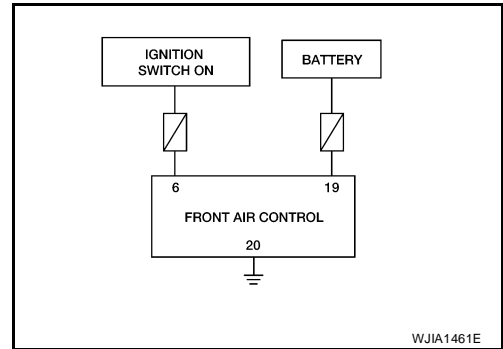 IGNITION
SWITCH ON
BATTERY
6
19
FRONT AIR CONTROL
20
WJIA1461E